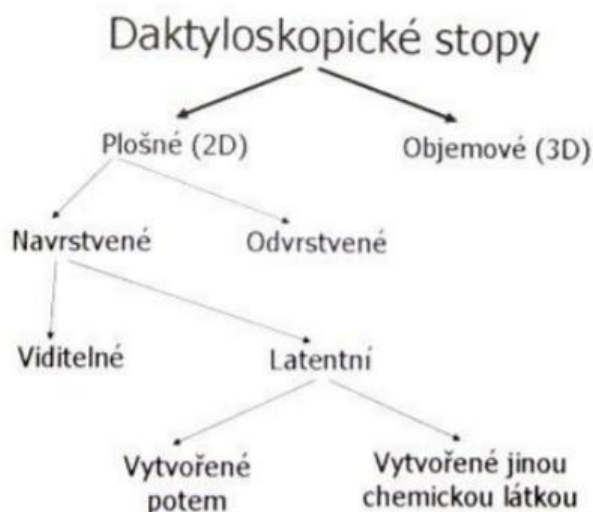 Daktyloskopické stopy
Plošné (2D)
Objemové (3D)
Navrstvené
Odvrstvené
Viditelné
Latentní
Vytvořené
potem
Vytvořené jinou
chemickou látkou